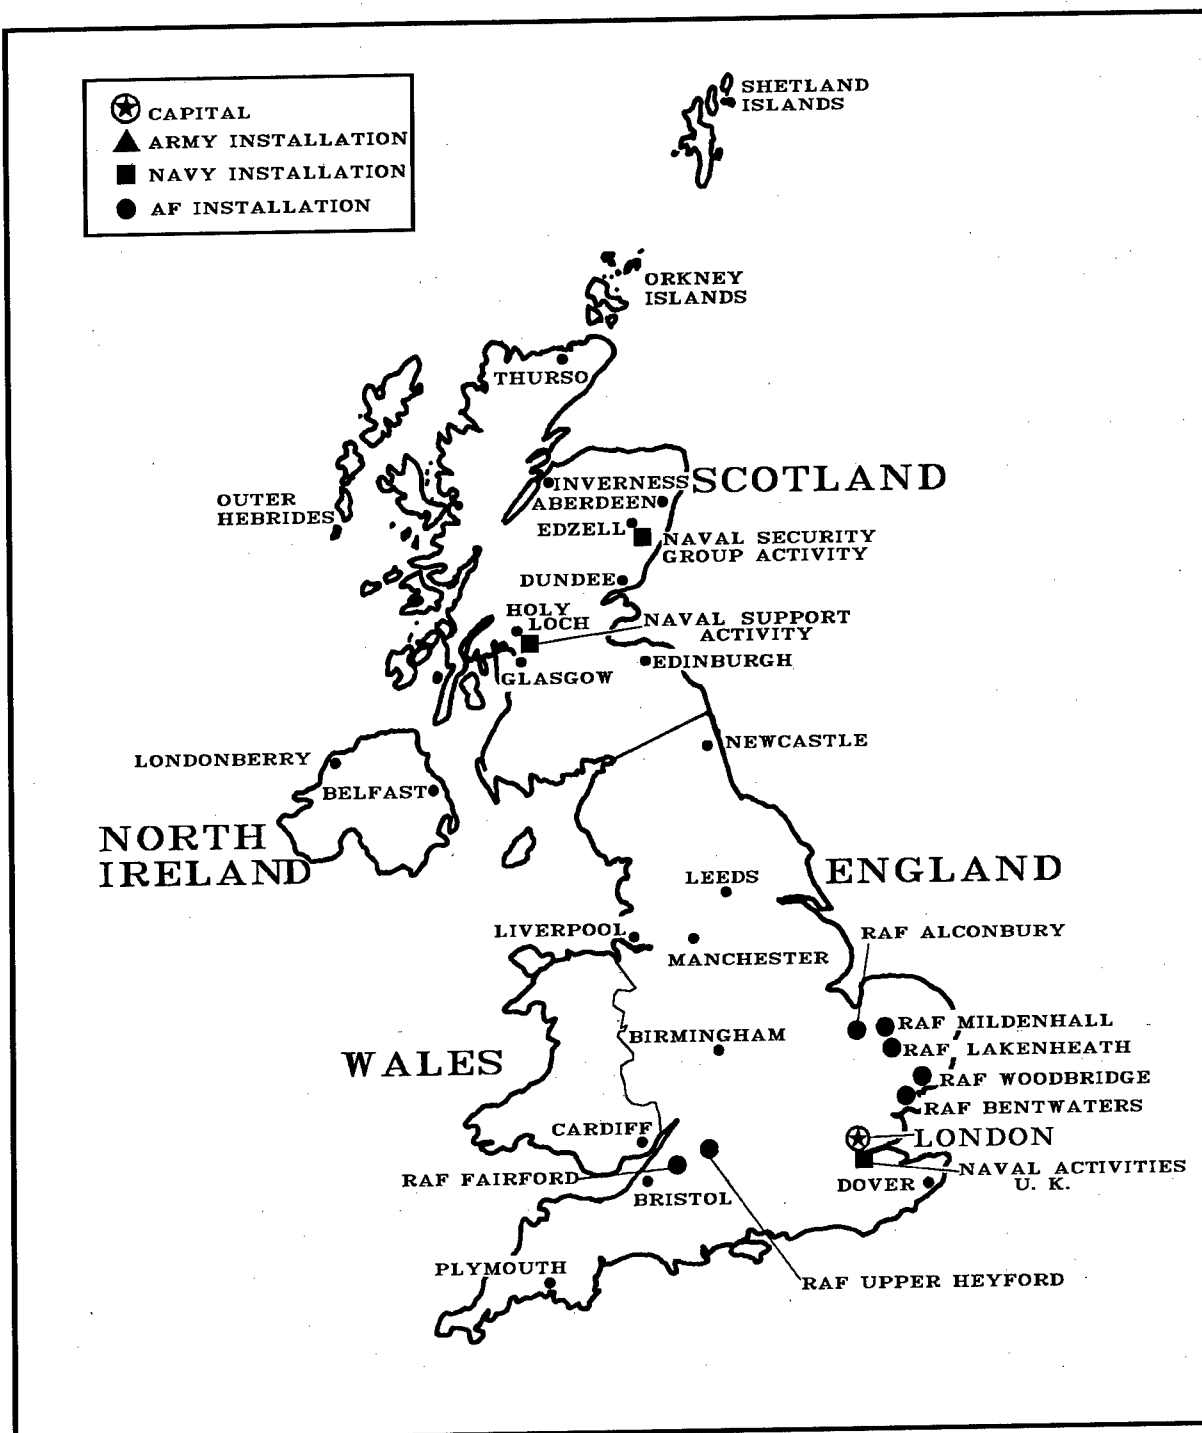 CAPITAL
ARMY INSTALLATION
NAVY INSTALLATION
AF INSTALLATION
SHETLAND
ISLANDS
ORKNEY
ISLANDS
THURSO
OUTER
HEBRIDES
INVERNESS
SCOTLAND
ABERDEEN
EDZELL
NAVAL SECURITY
GROUP ACTIVITY
DUNDEE
HOLY
LOCH
NAVAL SUPPORT
ACTIVITY
EDINBURGH
GLASGOW
NEWCASTLE
LONDONBERRY
BELFAST
NORTH
IRELAND
ENGLAND
LEEDS
LIVERPOOL
MANCHESTER
RAF ALCONBURY
RAF MILDENHALL
RAF LAKENHEATH
BIRMINGHAM
WALES
RAF WOODBRIDGE
RAF BENTWATERS
CARDIFF
LONDON
RAF FAIRFORD
NAVAL ACTIVITIES
U. K.
DOVER
BRISTOL
PLYMOUTH
RAF UPPER HEYFORD